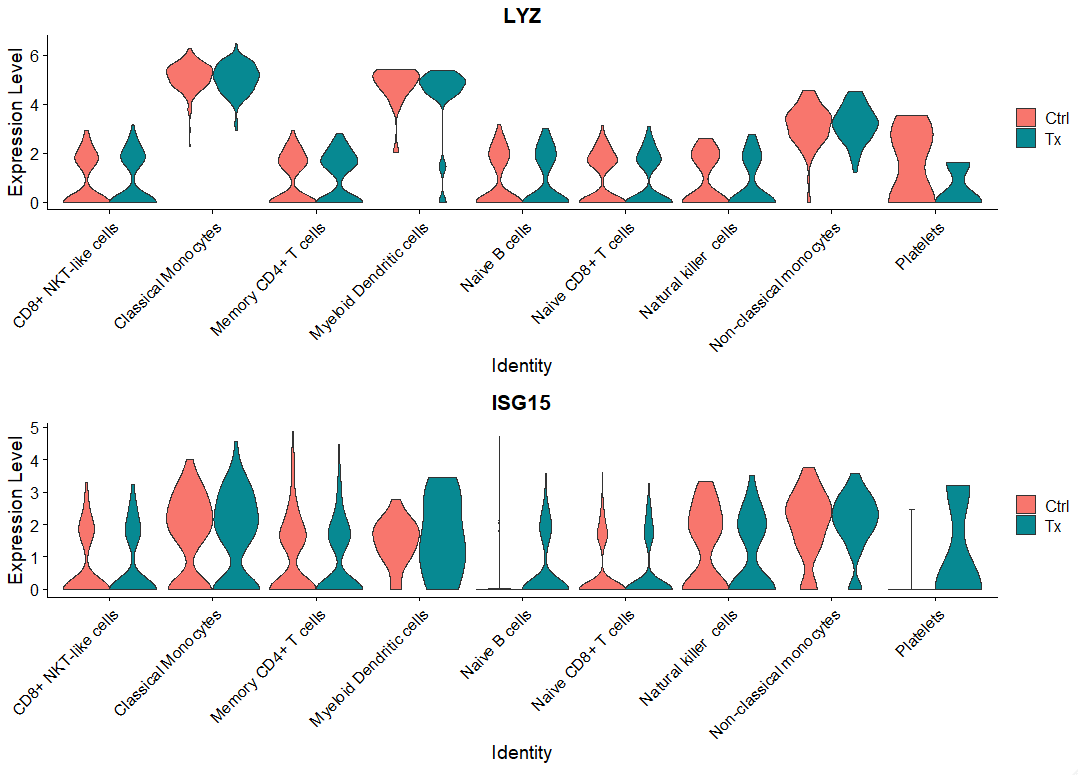 LYZ
Expression Level
6
4
2
0
CD8+ NKT-like cells
Classical Monocytes
Memory CD4+ T cells
Myeloid Dendritic cells
Naive B cells
Naive CD8+ T cells
Natural killer  cells
Non-classical monocytes
Platelets
Identity
Ctrl
Tx
ISG15
Expression Level
5
4
3
2
1
0
CD8+ NKT-like cells
Classical Monocytes
Memory CD4+ T cells
Myeloid Dendritic cells
Naive B cells
Naive CD8+ T cells
Natural killer  cells
Non-classical monocytes
Platelets
Identity
Ctrl
Tx